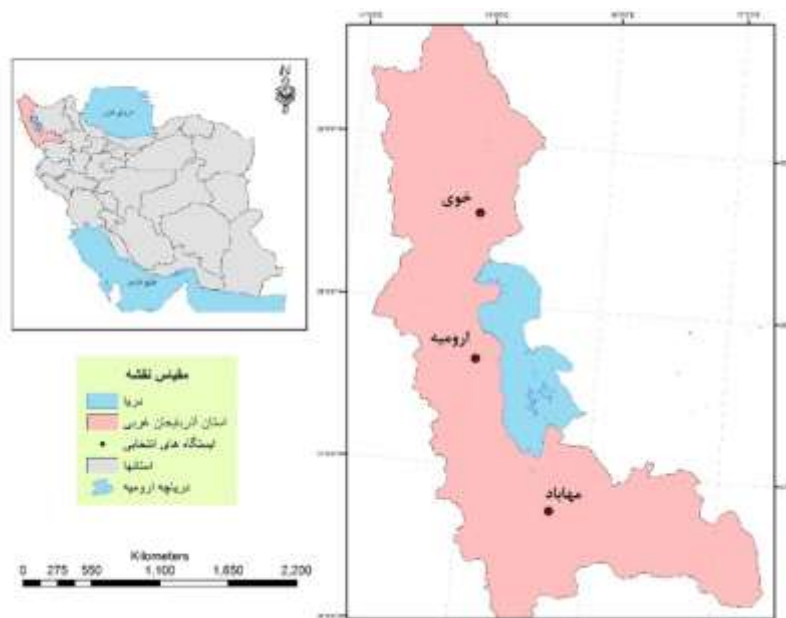 N
خوی
ارومیه
مهاباد
مقیاس نقشه
دریا
استان آذربایجان غربی
ایستگاه های انتخابی
استانها
دریاچه ارومیه
Kilometers
0 275 550 1,100 1,650 2,200